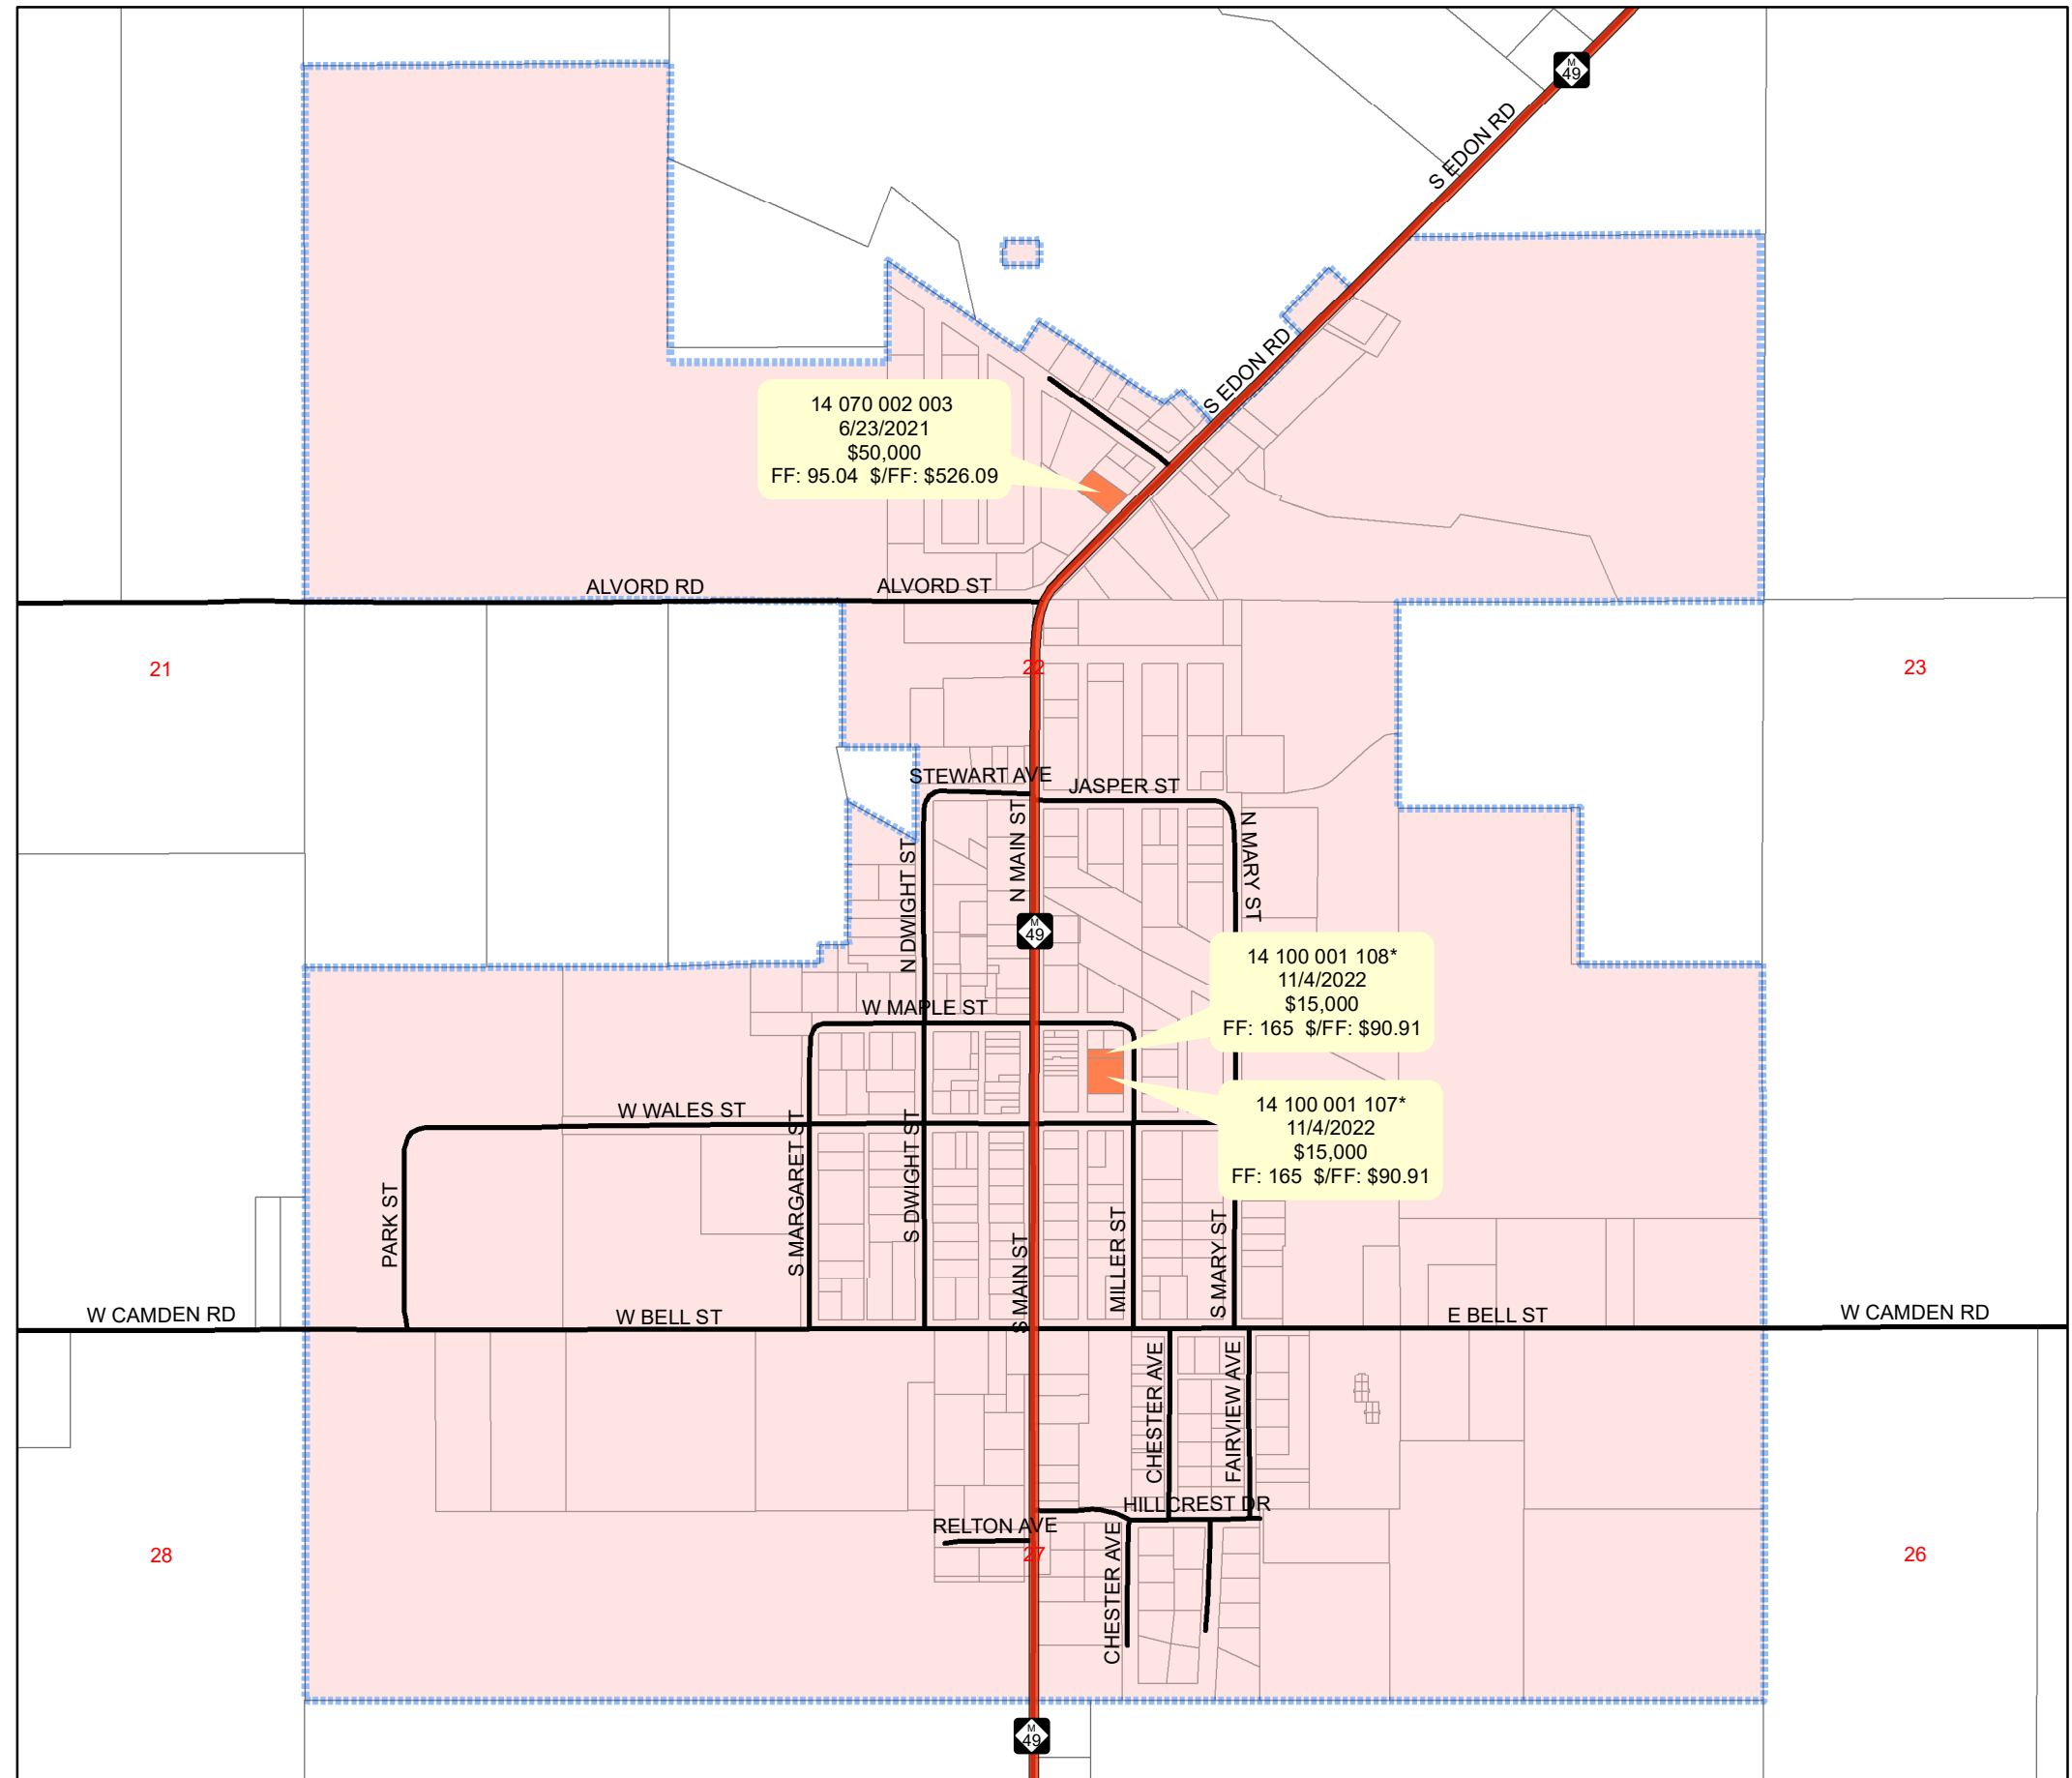 M
49
S EDON RD
S EDON RD
14 070 002 003
6/23/2021
$50,000
FF: 95.04  $/FF: $526.09
ALVORD RD
ALVORD ST
21
22
23
STEWART AVE
JASPER ST
N MAIN ST
N DWIGHT ST
N MARY ST
M
49
14 100 001 108*
11/4/2022
$15,000
FF: 165  $/FF: $90.91
W MAPLE ST
W WALES ST
14 100 001 107*
11/4/2022
$15,000
FF: 165  $/FF: $90.91
PARK ST
S MARGARET ST
S DWIGHT ST
S MAIN ST
MILLER ST
S MARY ST
W CAMDEN RD
W BELL ST
E BELL ST
W CAMDEN RD
CHESTER AVE
FAIRVIEW AVE
HILLCREST DR
RELTON AVE
CHESTER AVE
28
27
26
M
49